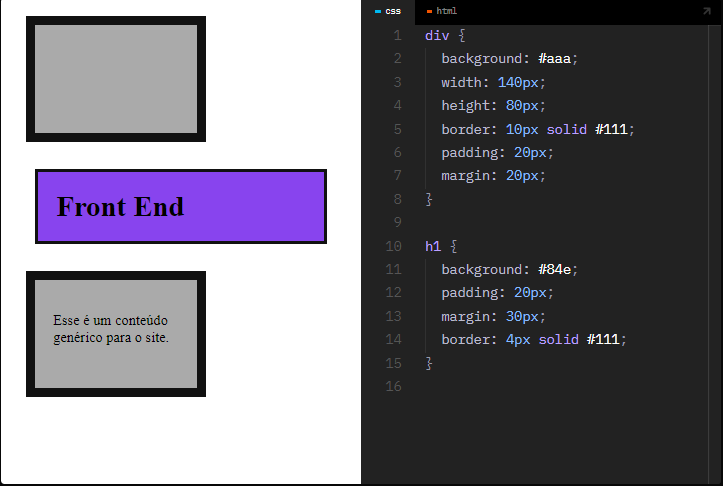 Front End
Esse é um conteúdo
genérico para o site.
css html
1 div {
2 background: #aaa;
3 width: 140px;
4 height: 80px;
5 border: 10px solid #111;
6 padding: 20px;
7 margin: 20px;
8 }
9
10 h1 {
11 background: #84e;
12 padding: 20px;
13 margin: 30px;
14 border: 4px solid #111;
15 }
16